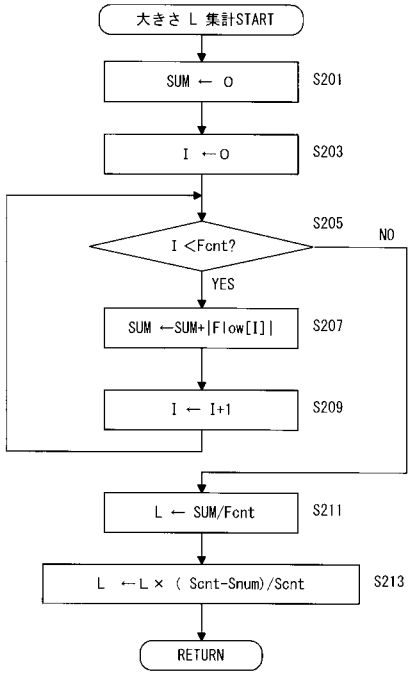 大きさ L 集計START
SUM ← 0
S201
I ←0
S203
S205
I <Fcnt?
NO
YES
SUM ←SUM+|Flow[I]|
S207
I ← I+1
S209
L ← SUM/Fcnt
S211
L ←L × ( Scnt-Snum)/Scnt
S213
RETURN